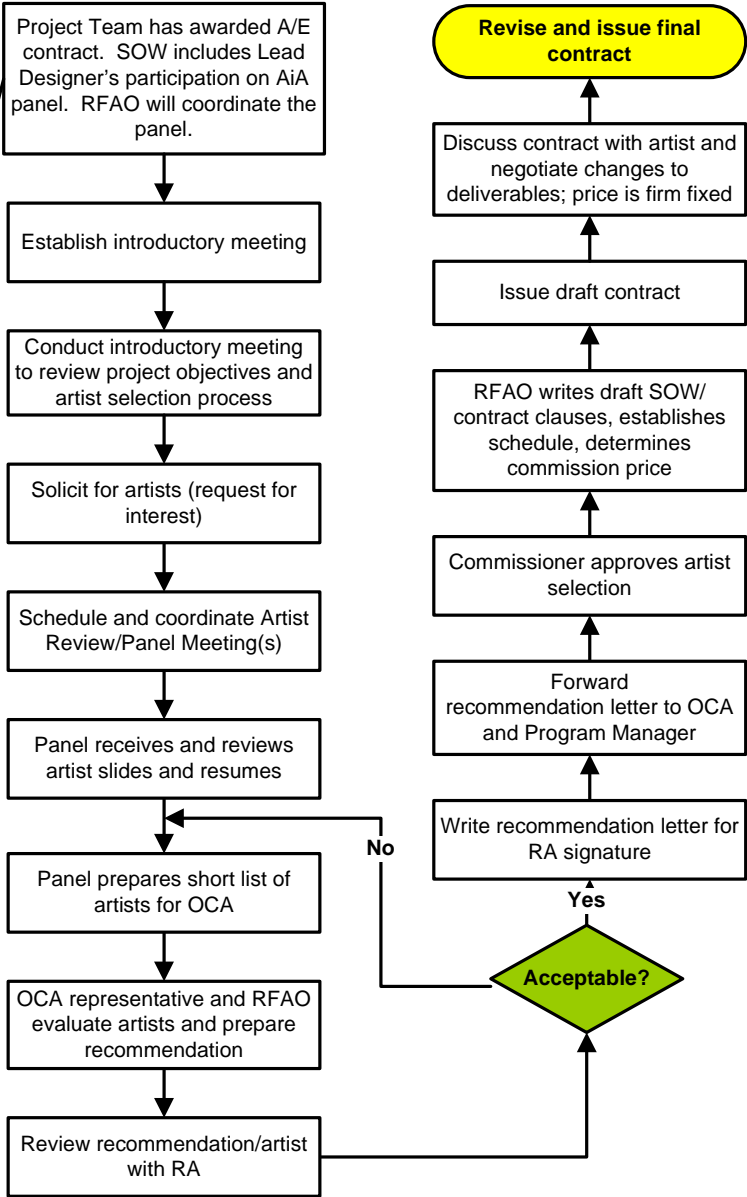 Project Team has awarded A/E
contract.  SOW includes Lead
Designer's participation on AiA
panel.  RFAO will coordinate the
panel.
Establish introductory meeting
Conduct introductory meeting
to review project objectives and
artist selection process
Solicit for artists (request for
interest)
Schedule and coordinate Artist
Review/Panel Meeting(s)
Panel receives and reviews
artist slides and resumes
Panel prepares short list of
artists for OCA
OCA representative and RFAO
evaluate artists and prepare
recommendation
Review recommendation/artist
with RA
Acceptable?
No
Yes
Write recommendation letter for
RA signature
Forward
recommendation letter to OCA
and Program Manager
Commissioner approves artist
selection
RFAO writes draft SOW/
contract clauses, establishes
schedule, determines
commission price
Issue draft contract
Discuss contract with artist and
negotiate changes to
deliverables; price is firm fixed
Revise and issue final
contract